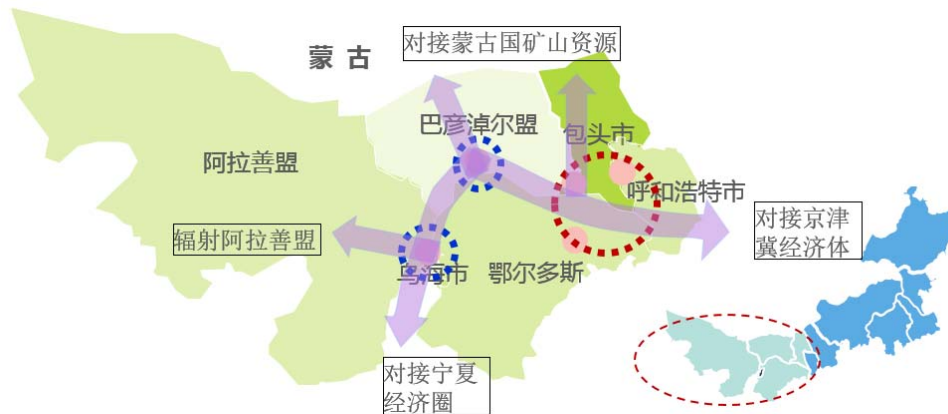 对接蒙古国矿山资源
蒙古
巴彦淖尔盟
包头市
阿拉善盟
呼和浩特市
对接京津
冀经济体
辐射阿拉善盟
乌海市
鄂尔多斯
对接宁夏
经济圈